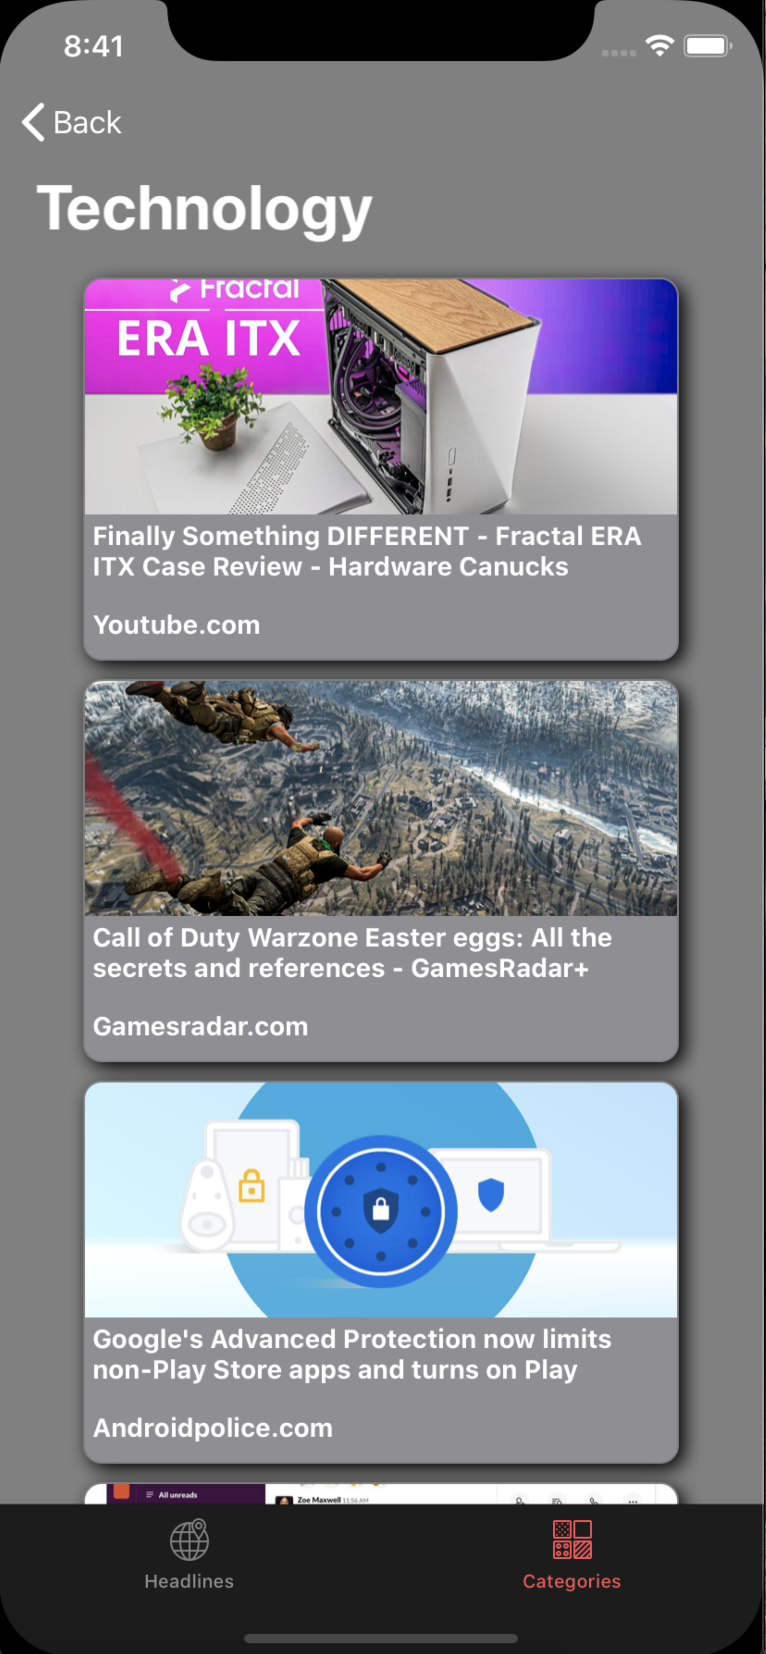 8:41
Back
Technology
Fractal
ERA ITX
Finally Something DIFFERENT - Fractal ERA
ITX Case Review - Hardware Canucks
Youtube.com
Call of Duty Warzone Easter eggs: All the
secrets and references - GamesRadar+
Gamesradar.com
Google's Advanced Protection now limits
non-Play Store apps and turns on Play
Androidpolice.com
All unreads
Zoe Maxwell 11:56 AM
Headlines
Categories